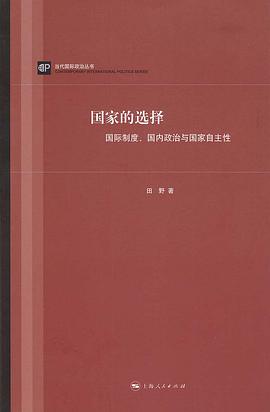 当代国际政治丛书
CONTEMPORARY INTERNATIONAL POLITICS SERIES
国家的选择
国际制度、国内政治与国家自主性
田 野 著
上海人民出版社